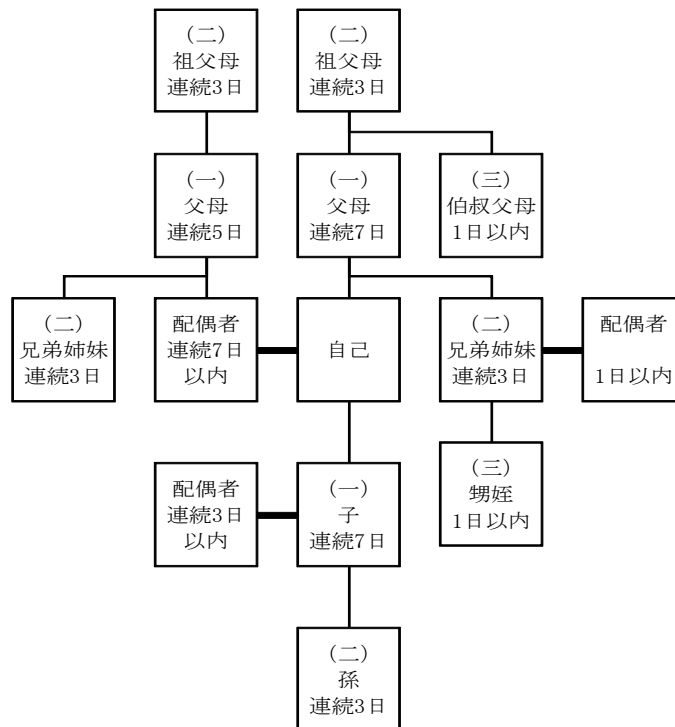 (二)
祖父母
連続3日
(二)
祖父母
連続3日
(一)
父母
連続5日
(一)
父母
連続7日
(三)
伯叔父母
1日以内
(二)
兄弟姉妹
連続3日
配偶者
連続7日
以内
自己
(二)
兄弟姉妹
連続3日
配偶者
1日以内
配偶者
連続3日
以内
(一)
子
連続7日
(三)
甥姪
1日以内
(二)
孫
連続3日